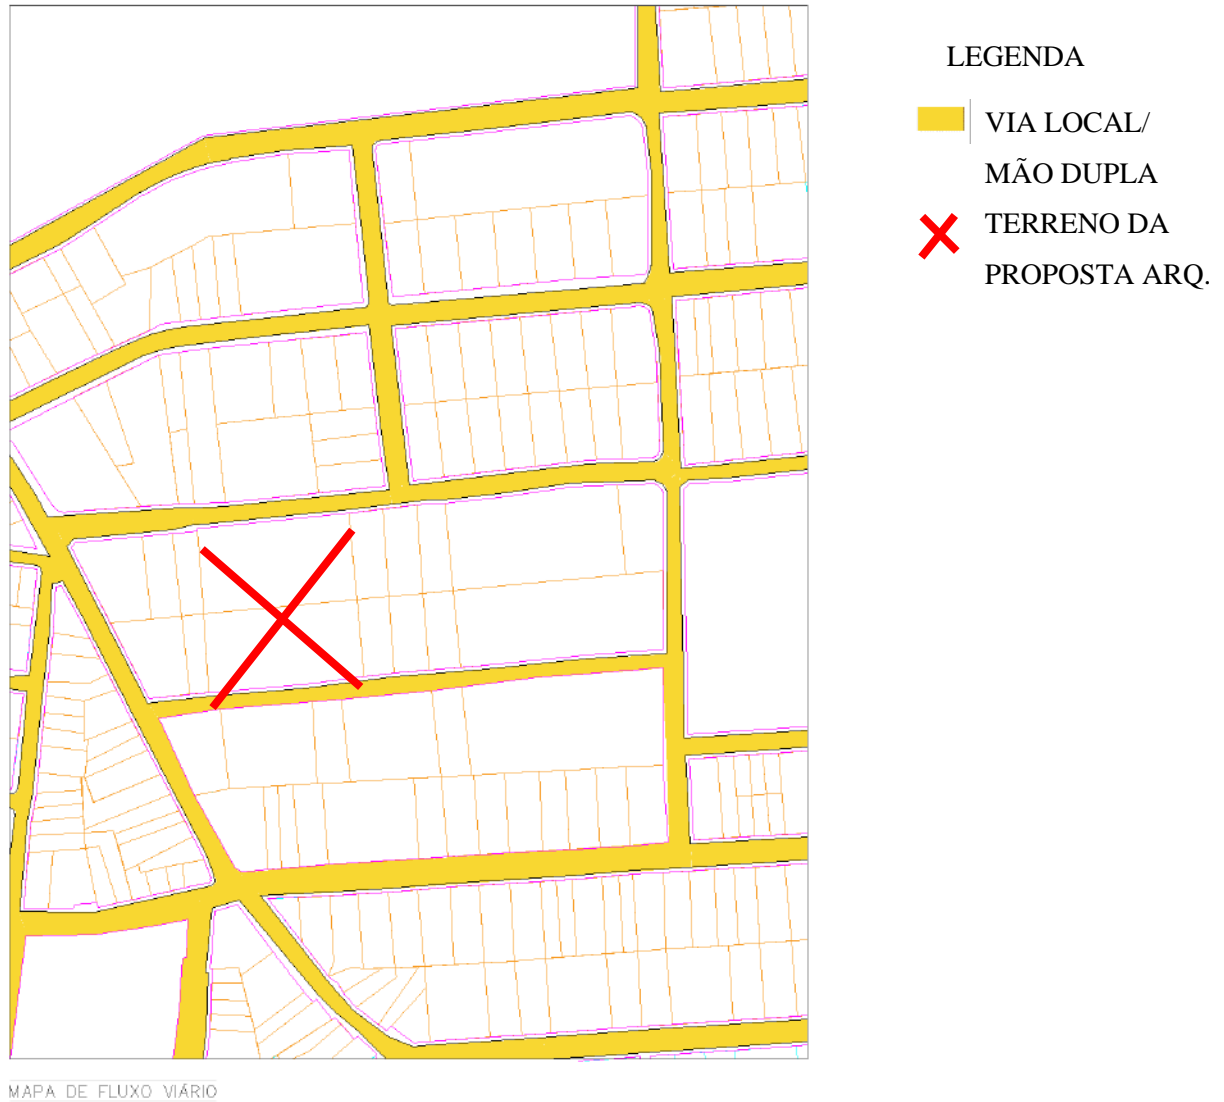 LEGENDA
VIA LOCAL/
MÃO DUPLA
TERRENO DA
PROPOSTA ARQ.
MAPA DE FLUXO VIÁRIO